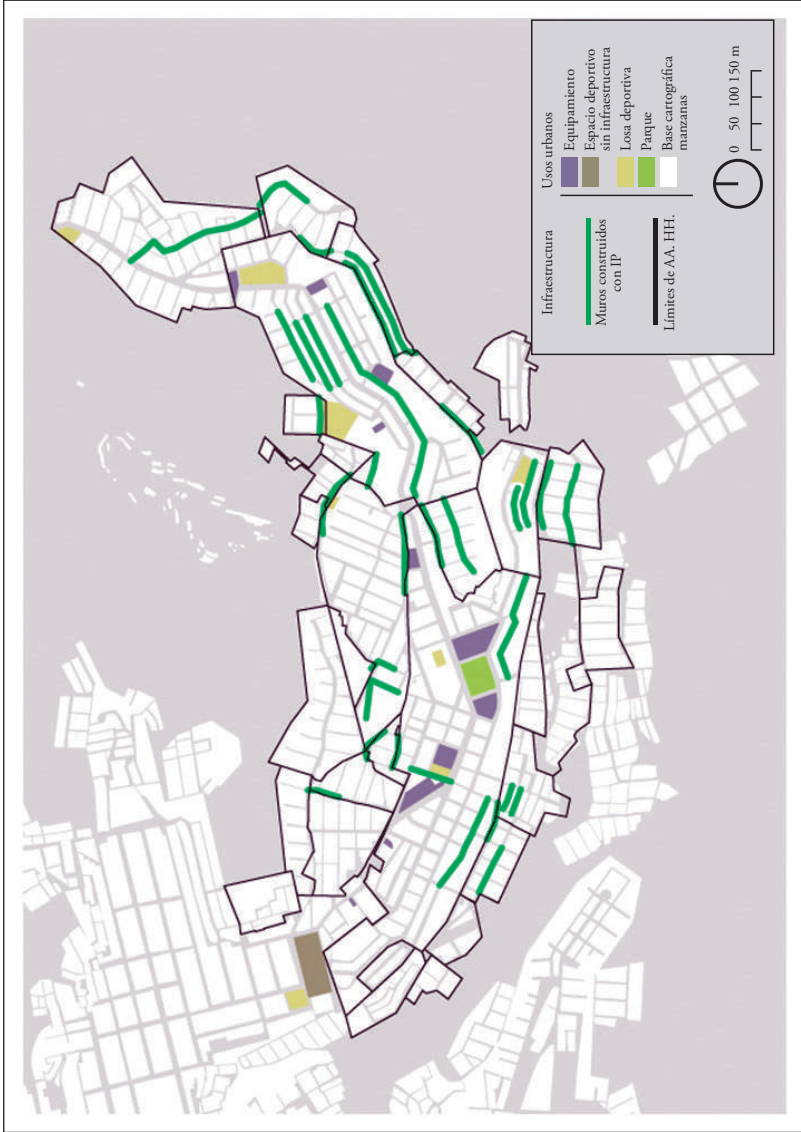 Infraestructura
Muros construidos
con IP
Límites de AA. HH.
Usos urbanos
Equipamiento
Espacio deportivo
sin infraestructura
Losa deportiva
Parque
Base cartográfica
manzanas
0 50 100 150 m